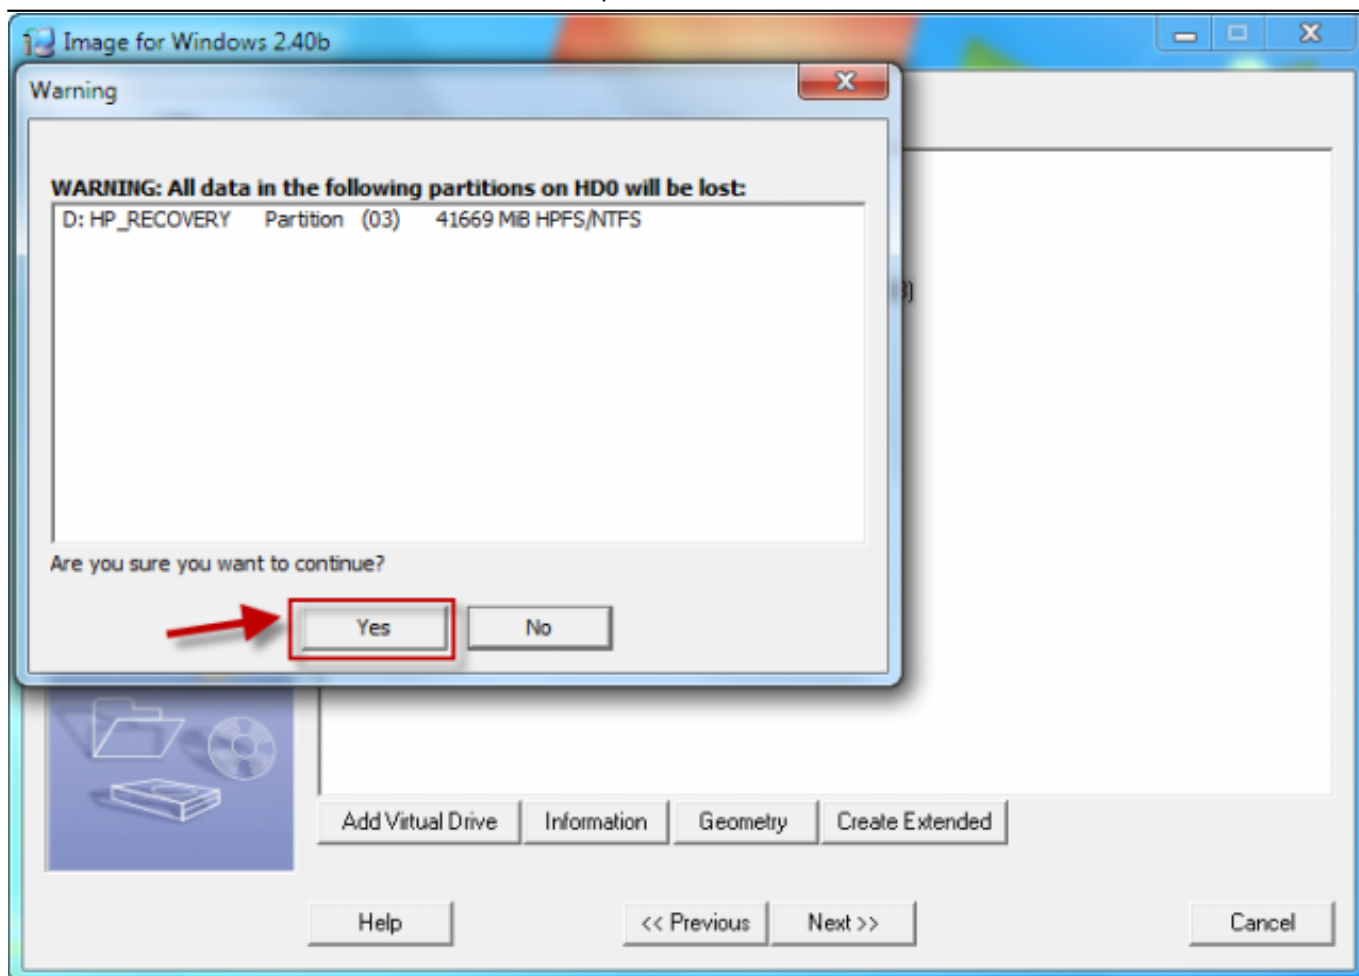 Image for Windows 2.40b
Warning
WARNING: All data in the following partitions on HD0 will be lost:
D: HP_RECOVERY Partition (03) 41669 MiB HPFS/NTFS
Are you sure you want to continue?
Yes No
Add Virtual Drive Information Geometry Create Extended
Help << Previous Next >> Cancel